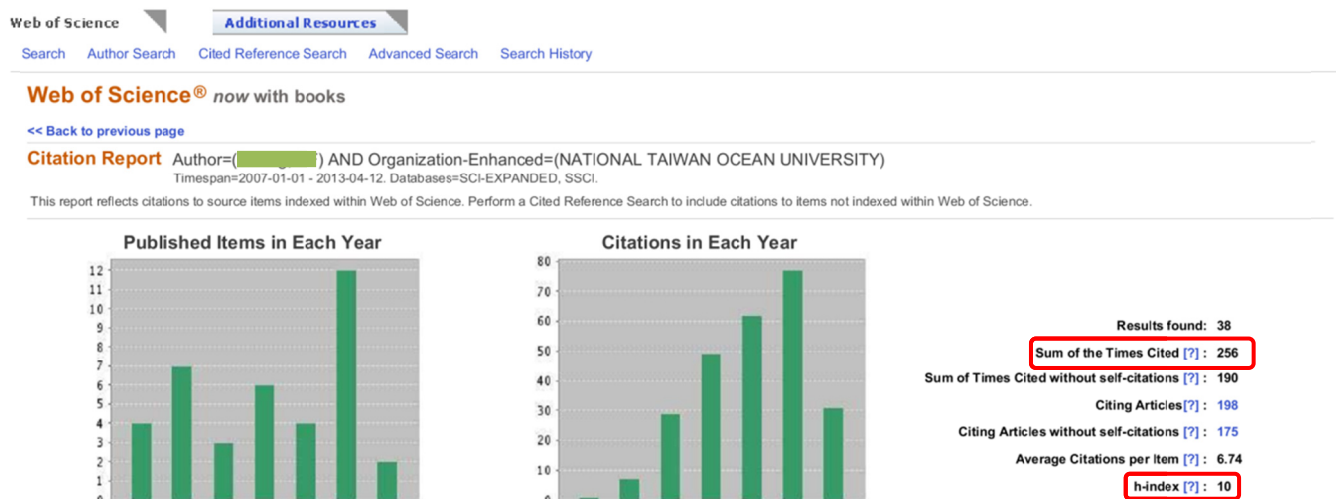 Web of Science
Additional Resources
Search Author Search Cited Reference Search Advanced Search Search History
Web of Science® now with books
<< Back to previous page
Citation Report Author=( ) AND Organization-Enhanced=(NATIONAL TAIWAN OCEAN UNIVERSITY)
Timespan=2007-01-01 - 2013-04-12. Databases=SCI-EXPANDED, SSCI.
This report reflects citations to source items indexed within Web of Science. Perform a Cited Reference Search to include citations to items not indexed within Web of Science.
Published Items in Each Year
12
11
10
9
8
7
6
5
4
3
2
1
Citations in Each Year
80
70
60
50
40
30
20
10
Results found: 38
Sum of the Times Cited [?] : 256
Sum of Times Cited without self-citations [?] : 190
Citing Articles[?] : 198
Citing Articles without self-citations [?] : 175
Average Citations per Item [?] : 6.74
h-index [?] : 10